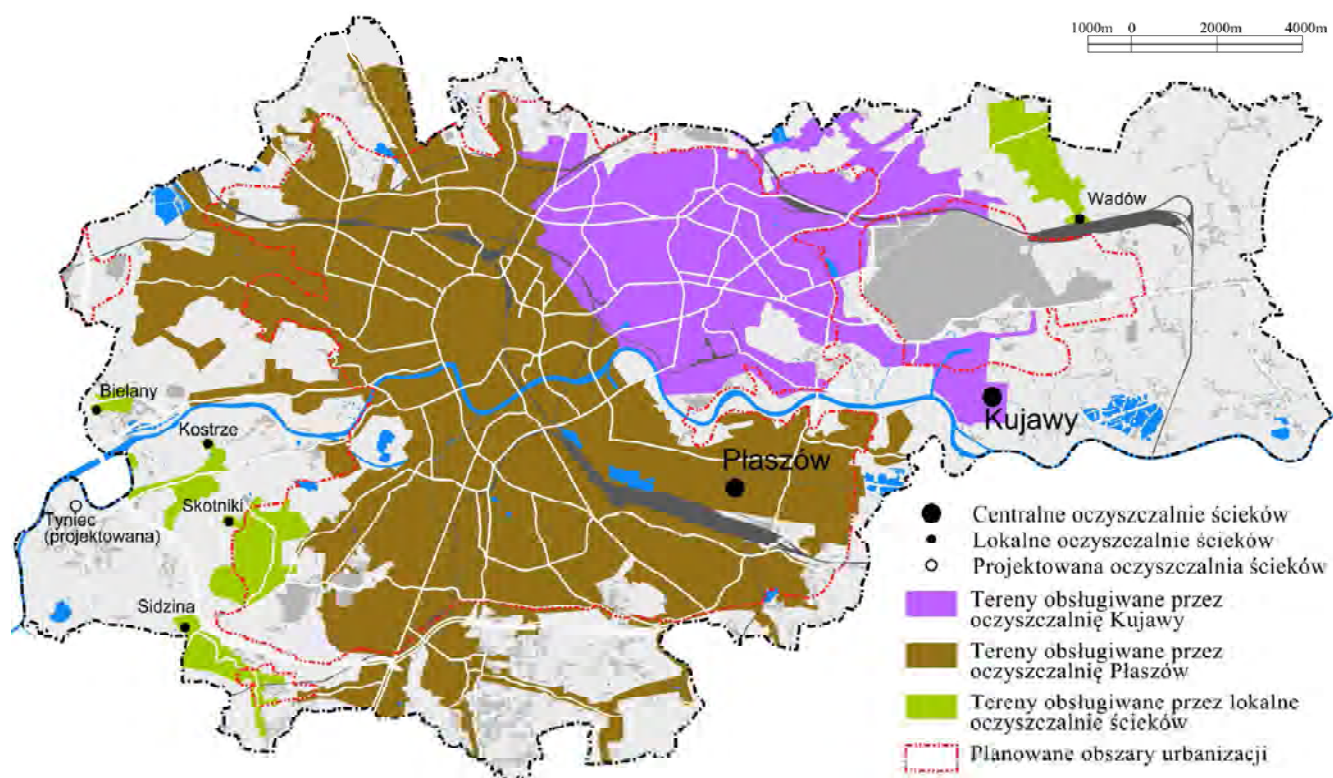 1000m 0 2000m 4000m
Wadów
Bielany
Kostrze
Kujawy
Płaszów
Skotniki
Tyniec
(projektowana)
Sidzina
Centralne oczyszczalnie ścieków
Lokalne oczyszczalnie ścieków
Projektowana oczyszczalnia ścieków
Tereny obsługiwane przez
oczyszczalnię Kujawy
Tereny obsługiwane przez
oczyszczalnię Płaszów
Tereny obsługiwane przez lokalne
oczyszczalnie ścieków
Planowane obszary urbanizacji